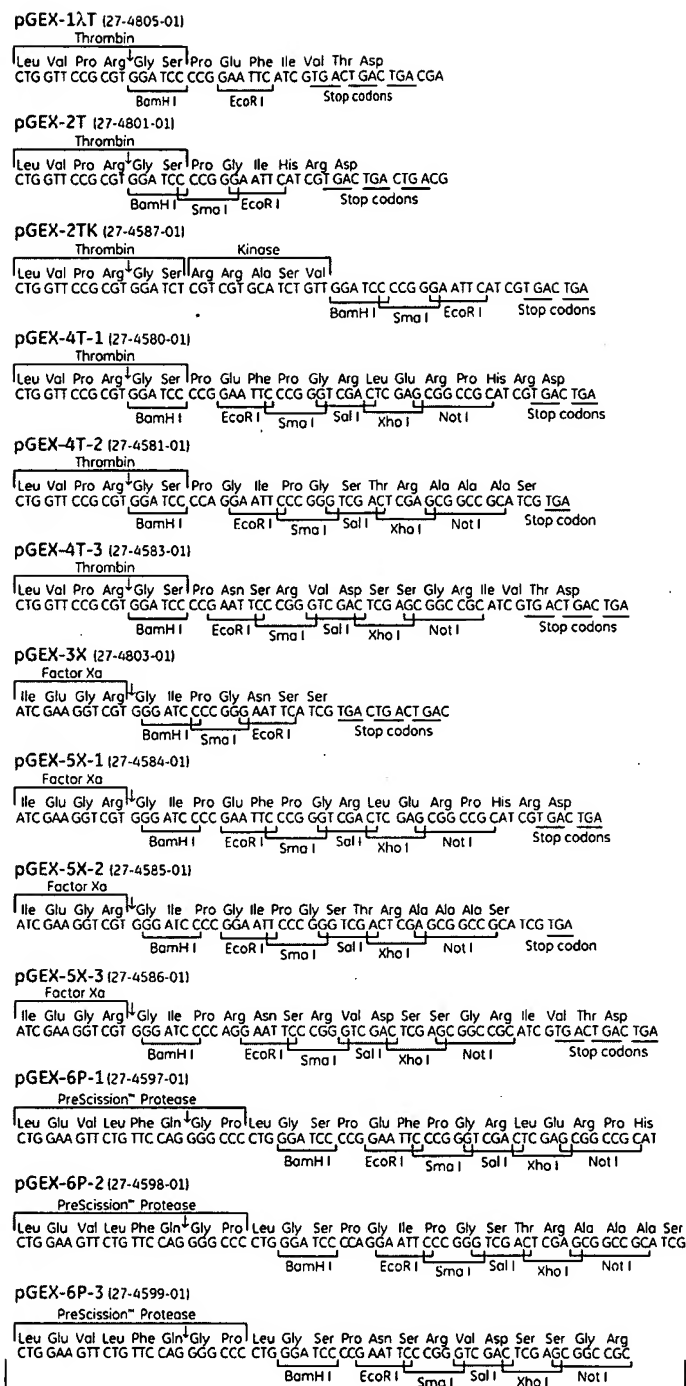 pGEX-1λT (27-4805-01)
Thrombin
Leu Val Pro Arg↓Gly Ser Pro Glu Phe Ile Val Thr Asp
CTG GTT CCG CGT GGA TCC CCG GAA TTC ATC GTG ACT GAC TGA CGA
BamH I EcoR I Stop codons
pGEX-2T (27-4801-01)
Thrombin
Leu Val Pro Arg↓Gly Ser Pro Gly Ile His Arg Asp
CTG GTT CCG CGT GGA TCC CCG GGA ATT CAT CGT GAC TGA CTG ACG
BamH I Sma I EcoR I Stop codons
pGEX-2TK (27-4587-01)
Thrombin Kinase
Leu Val Pro Arg↓Gly Ser Arg Arg Ala Ser Val
CTG GTT CCG CGT GGA TCT CGT CGT GCA TCT GTT GGA TCC CCG GGA ATT CAT CGT GAC TGA
BamH I Sma I EcoR I Stop codons
pGEX-4T-1 (27-4580-01)
Thrombin
Leu Val Pro Arg↓Gly Ser Pro Glu Phe Pro Gly Arg Leu Glu Arg Pro His Arg Asp
CTG GTT CCG CGT GGA TCC CCG GAA TTC CCG GGT CGA CTC GAG CGG CCG CAT CGT GAC TGA
BamH I EcoR I Sma I Sal I Xho I Not I Stop codons
pGEX-4T-2 (27-4581-01)
Thrombin
Leu Val Pro Arg↓Gly Ser Pro Gly Ile Pro Gly Ser Thr Arg Ala Ala Ala Ser
CTG GTT CCG CGT GGA TCC CCA GGA ATT CCC GGG TCG ACT CGA GCG GCC GCA TCG TGA
BamH I EcoR I Sma I Sal I Xho I Not I Stop codon
pGEX-4T-3 (27-4583-01)
Thrombin
Leu Val Pro Arg↓Gly Ser Pro Asn Ser Arg Val Asp Ser Ser Gly Arg Ile Val Thr Asp
CTG GTT CCG CGT GGA TCC CCG AAT TCC CGG GTC GAC TCG AGC GGC CGC ATC GTG ACT GAC TGA
BamH I EcoR I Sma I Sal I Xho I Not I Stop codons
pGEX-3X (27-4803-01)
Factor Xa
Ile Glu Gly Arg↓Gly Ile Pro Gly Asn Ser Ser
ATC GAA GGT CGT GGG ATC CCC GGG AAT TCA TCG TGA CTG ACT GAC
BamH I Sma I EcoR I Stop codons
pGEX-5X-1 (27-4584-01)
Factor Xa
Ile Glu Gly Arg↓Gly Ile Pro Glu Phe Pro Gly Arg Leu Glu Arg Pro His Arg Asp
ATC GAA GGT CGT GGG ATC CCC GAA TTC CCG GGT CGA CTC GAG CGG CCG CAT CGT GAC TGA
BamH I EcoR I Sma I Sal I Xho I Not I Stop codons
pGEX-5X-2 (27-4585-01)
Factor Xa
Ile Glu Gly Arg↓Gly Ile Pro Gly Ile Pro Gly Ser Thr Arg Ala Ala Ala Ser
ATC GAA GGT CGT GGG ATC CCC GGA ATT CCC GGG TCG ACT CGA GCG GCC GCA TCG TGA
BamH I EcoR I Sma I Sal I Xho I Not I Stop codon
pGEX-5X-3 (27-4586-01)
Factor Xa
Ile Glu Gly Arg↓Gly Ile Pro Arg Asn Ser Arg Val Asp Ser Ser Gly Arg Ile Val Thr Asp
ATC GAA GGT CGT GGG ATC CCC AGG AAT TCC CGG GTC GAC TCG AGC GGC CGC ATC GTG ACT GAC TGA
BamH I EcoR I Sma I Sal I Xho I Not I Stop codons
pGEX-6P-1 (27-4597-01)
PreScission™ Protease
Leu Glu Val Leu Phe Gln↓Gly Pro Leu Gly Ser Pro Glu Phe Pro Gly Arg Leu Glu Arg Pro His
CTG GAA GTT CTG TTC CAG GGG CCC CTG GGA TCC CCG GAA TTC CCG GGT CGA CTC GAG CGG CCG CAT
BamH I EcoR I Sma I Sal I Xho I Not I
pGEX-6P-2 (27-4598-01)
PreScission™ Protease
Leu Glu Val Leu Phe Gln↓Gly Pro Leu Gly Ser Pro Gly Ile Pro Gly Ser Thr Arg Ala Ala Ala Ser
CTG GAA GTT CTG TTC CAG GGG CCC CTG GGA TCC CCA GGA ATT CCC GGG TCG ACT CGA GCG GCC GCA TCG
BamH I EcoR I Sma I Sal I Xho I Not I
pGEX-6P-3 (27-4599-01)
PreScission™ Protease
Leu Glu Val Leu Phe Gln↓Gly Pro Leu Gly Ser Pro Asn Ser Arg Val Asp Ser Ser Gly Arg
CTG GAA GTT CTG TTC CAG GGG CCC CTG GGA TCC CCG AAT TCC CGG GTC GAC TCG AGC GGC CGC
BamH I EcoR I Sma I Sal I Xho I Not I